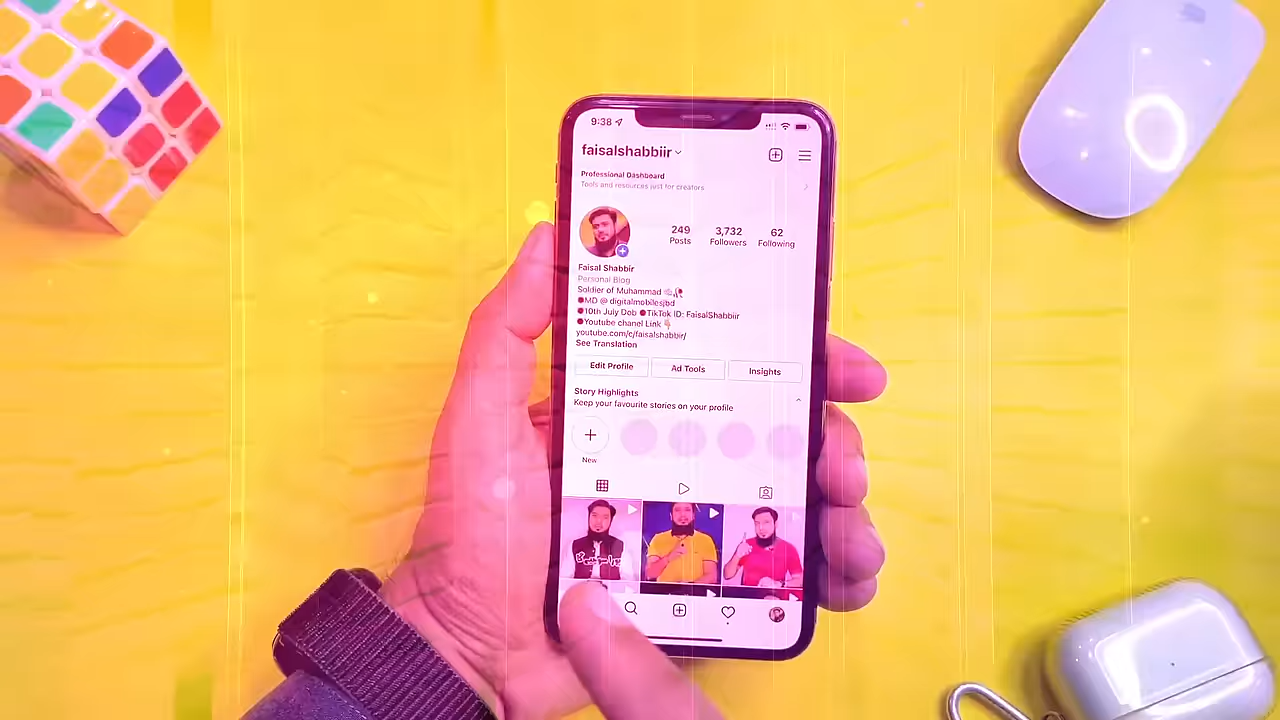 9:38
faisalshabbiir
Professional Dashboard
Tools and resources just for creators
249 3,732 62
Posts Followers Following
Faisal Shabbir
Personal Blog
Soldier of Muhammad
MD @ digitalmobilesjbd
10th July Dob TikTok ID: FaisalShabbiir
Youtube chanel Link
youtube.com/c/faisalshabbir/
See Translation
Edit Profile Ad Tools Insights
Story Highlights
Keep your favourite stories on your profile
New